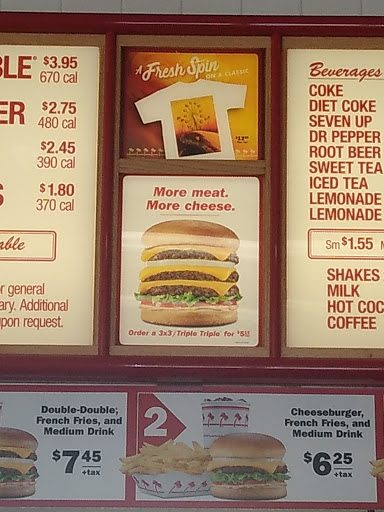 BLE® $3.95
670 cal
ER $2.75
480 cal
$2.45
390 cal
S $1.80
370 cal
able
or general
ary. Additional
upon request.
A Fresh Spin
ON A CLASSIC
More meat.
More cheese.
Order a 3x3/Triple Triple® for $5
Beverages
COKE
DIET COKE
SEVEN UP
DR PEPPER
ROOT BEER
SWEET TEA
ICED TEA
LEMONADE
LEMONADE
Sm $1.55 M
SHAKES
MILK
HOT COC
COFFEE
Double-Double,
French Fries, and
Medium Drink
$7.45
+tax
2
Cheeseburger,
French Fries, and
Medium Drink
$6.25
+tax